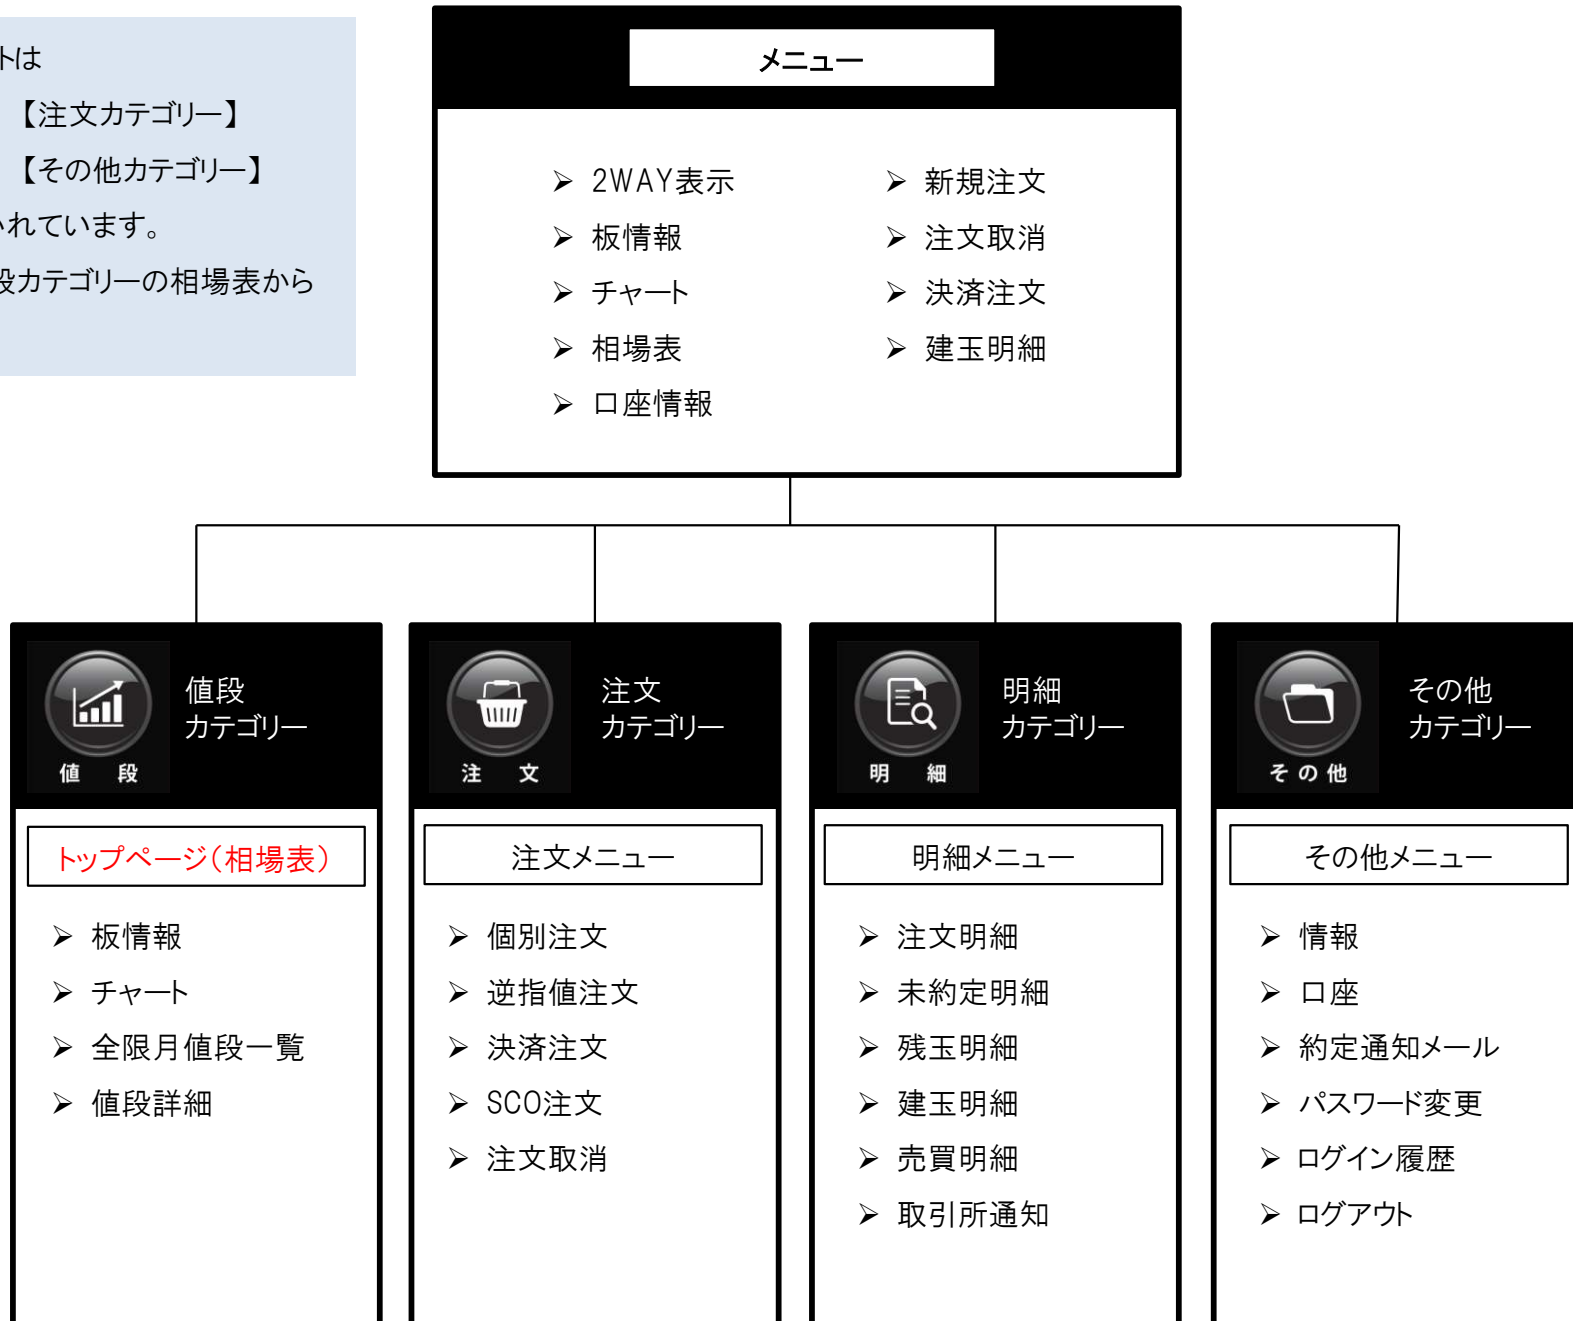 トは
【注文カテゴリー】
【その他カテゴリー】
れています。
段カテゴリーの相場表から
メニュー
➢ 2WAY表示
➢ 板情報
➢ チャート
➢ 相場表
➢ 口座情報
➢ 新規注文
➢ 注文取消
➢ 決済注文
➢ 建玉明細
値 段
値段
カテゴリー
トップページ（相場表）
➢ 板情報
➢ チャート
➢ 全限月値段一覧
➢ 値段詳細
注 文
注文
カテゴリー
注文メニュー
➢ 個別注文
➢ 逆指値注文
➢ 決済注文
➢ SCO注文
➢ 注文取消
明 細
明細
カテゴリー
明細メニュー
➢ 注文明細
➢ 未約定明細
➢ 残玉明細
➢ 建玉明細
➢ 売買明細
➢ 取引所通知
その他
その他
カテゴリー
その他メニュー
➢ 情報
➢ 口座
➢ 約定通知メール
➢ パスワード変更
➢ ログイン履歴
➢ ログアウト